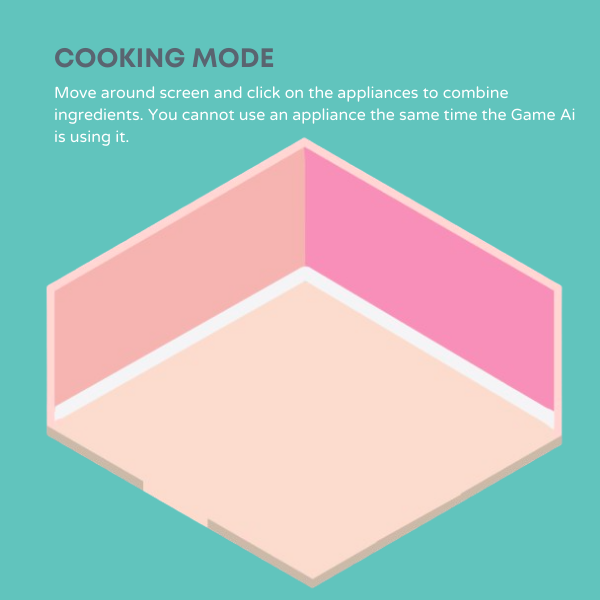 COOKING MODE
Move around screen and click on the appliances to combine
ingredients. You cannot use an appliance the same time the Game Ai
is using it.